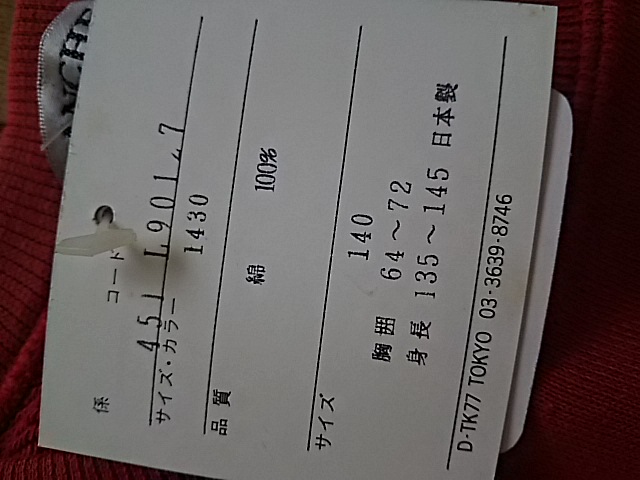 係
コード
451 L90127
サイズ・カラー
1430
品質
綿 100%
サイズ
140
胸囲 64～72
身長 135～145 日本製
D-TK77 TOKYO 03-3639-8746